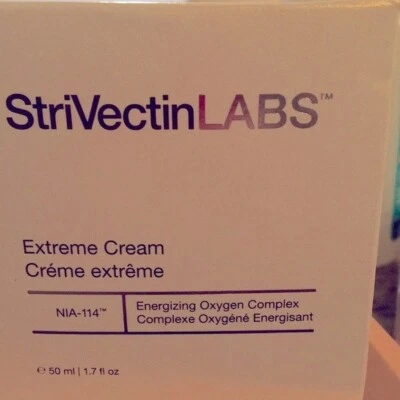 StriVectinLABS™
Extreme Cream
Créme extrême
NIA-114™
Energizing Oxygen Complex
Complexe Oxygéné Energisant
℮ 50 ml | 1.7 fl oz